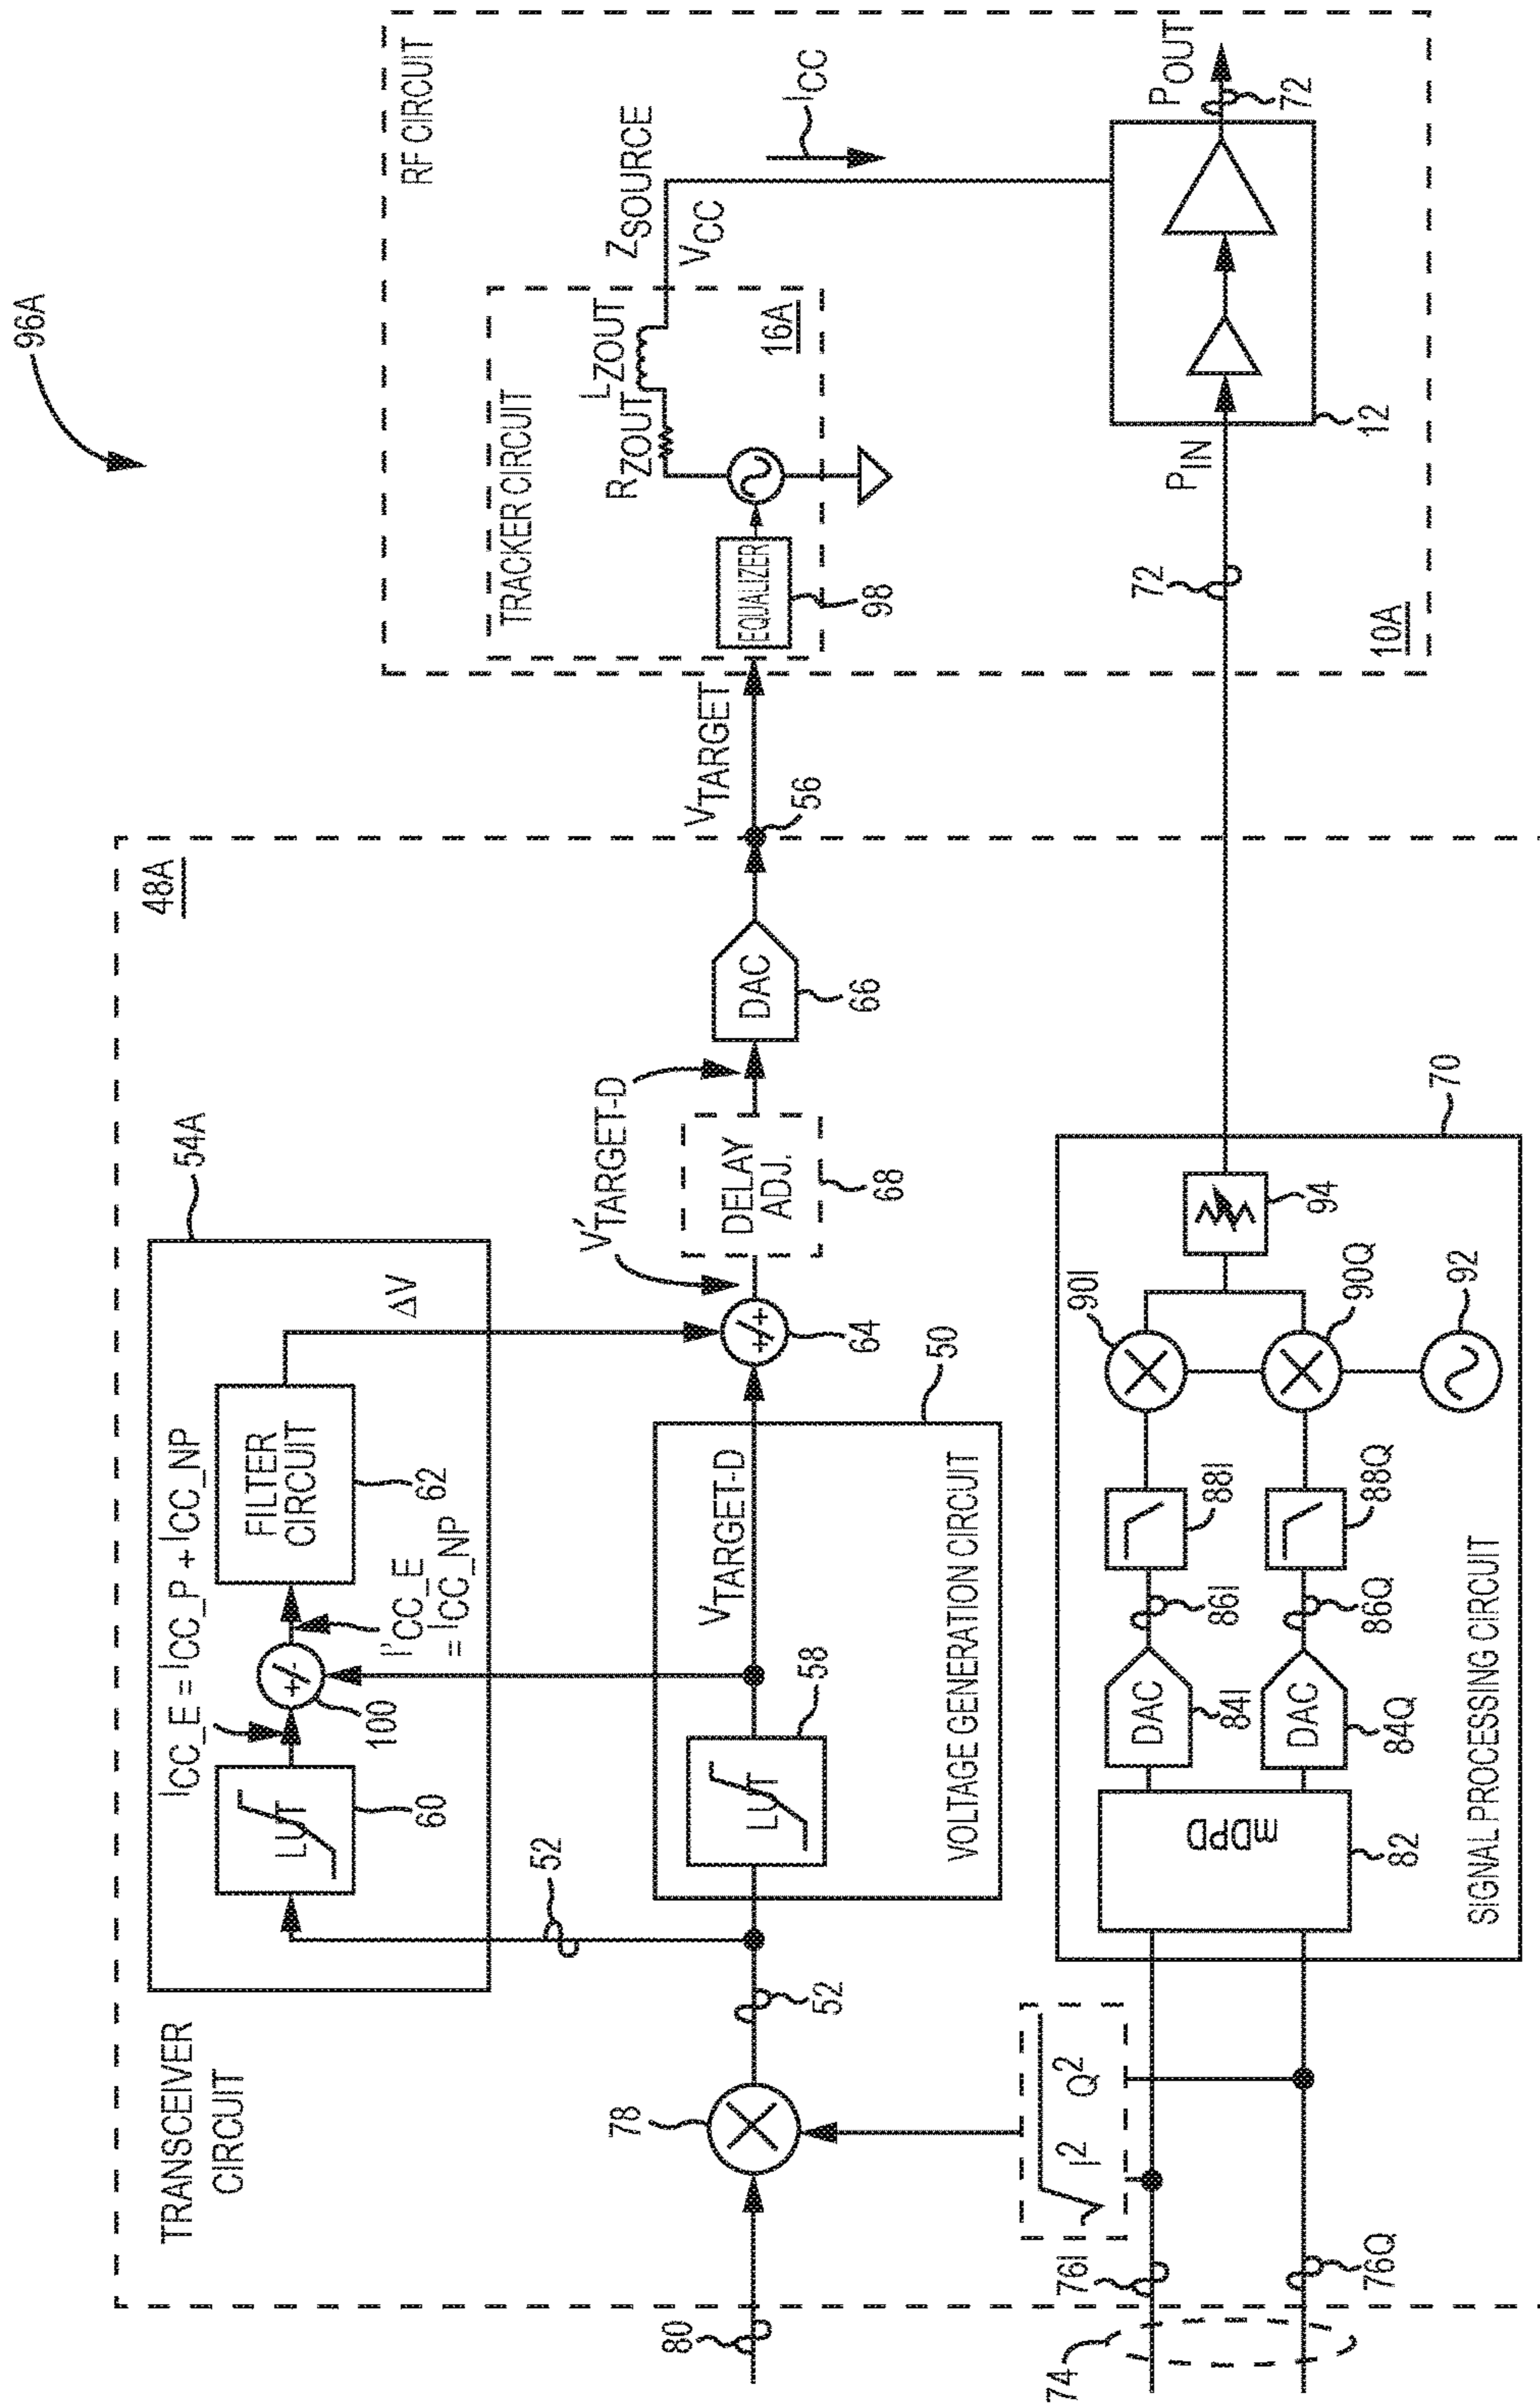 96A
RF CIRCUIT
TRACKER CIRCUIT
RZOUT
LZOUT
ZSOURCE
VCC
ICC
16A
EQUALIZER
98
VTARGET
56
PIN
POUT
72
72
12
10A
TRANSCEIVER
CIRCUIT
48A
54A
ICC_E = ICC_P + ICC_NP
LUT
60
100
I'CC_E
= ICC_NP
FILTER
CIRCUIT
62
ΔV
52
52
+/-
+/+
64
V'TARGET-D
DELAY
ADJ.
68
DAC
66
50
LUT
58
VTARGET-D
VOLTAGE GENERATION CIRCUIT
78
80
√ I² Q²
74
76I
76Q
70
mDPD
82
DAC
84I
DAC
84Q
86I
86Q
88I
88Q
90I
90Q
92
94
SIGNAL PROCESSING CIRCUIT